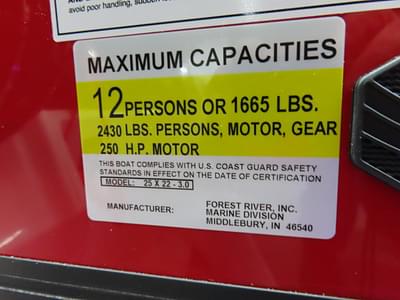 avoid poor handling, sudden lo
MAXIMUM CAPACITIES
12 PERSONS OR 1665 LBS.
2430 LBS. PERSONS, MOTOR, GEAR
250 H.P. MOTOR
THIS BOAT COMPLIES WITH U.S. COAST GUARD SAFETY
STANDARDS IN EFFECT ON THE DATE OF CERTIFICATION
MODEL: 25 X 22 - 3.0
MANUFACTURER: FOREST RIVER, INC.
MARINE DIVISION
MIDDLEBURY, IN 46540